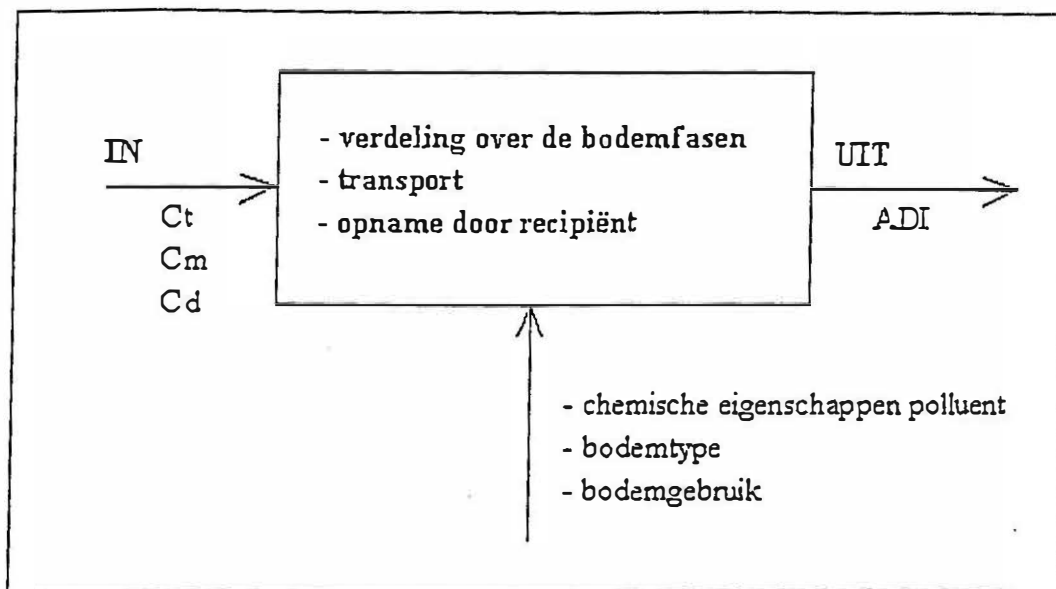 IN
Ct
Cm
Cd
- verdeling over de bodemfasen
- transport
- opname door recipiënt
UIT
ADI
- chemische eigenschappen polluent
- bodemtype
- bodemgebruik